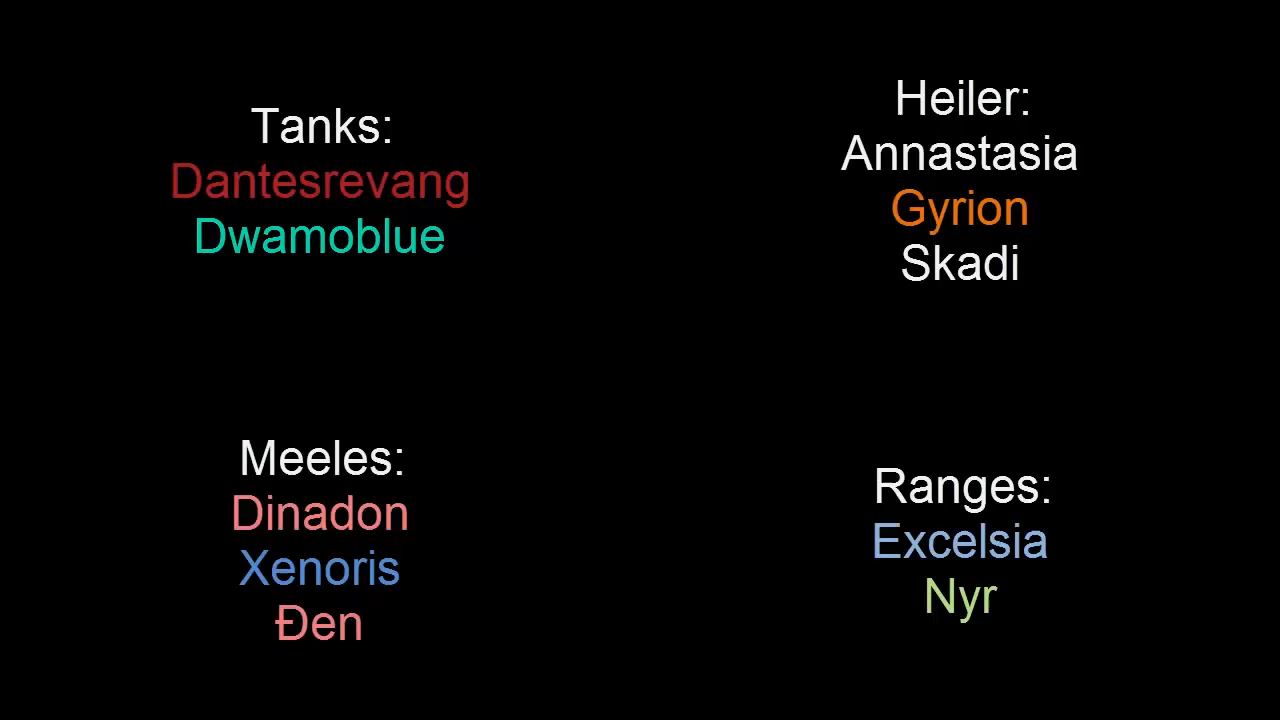 Tanks:
Dantesrevang
Dwamoblue
Heiler:
Annastasia
Gyrion
Skadi
Meeles:
Dinadon
Xenoris
Đen
Ranges:
Excelsia
Nyr